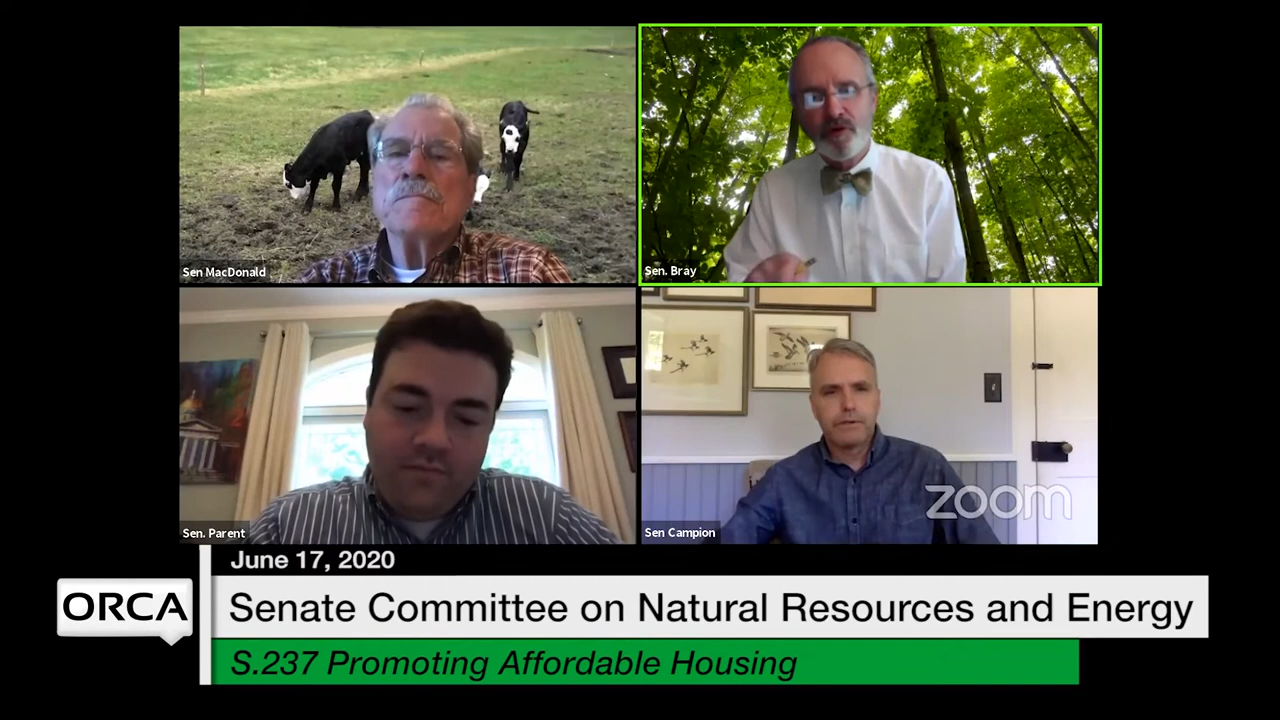 Sen MacDonald
Sen. Bray
Sen. Parent
Sen Campion
zoom
June 17, 2020
ORCA
Senate Committee on Natural Resources and Energy
S.237 Promoting Affordable Housing